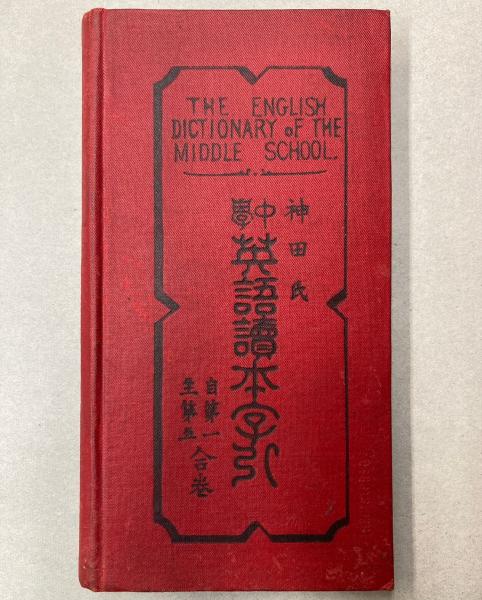 THE ENGLISH
DICTIONARY OF THE
MIDDLE SCHOOL.
神田氏
中學
英語讀本字引
自第一
至第五
合卷